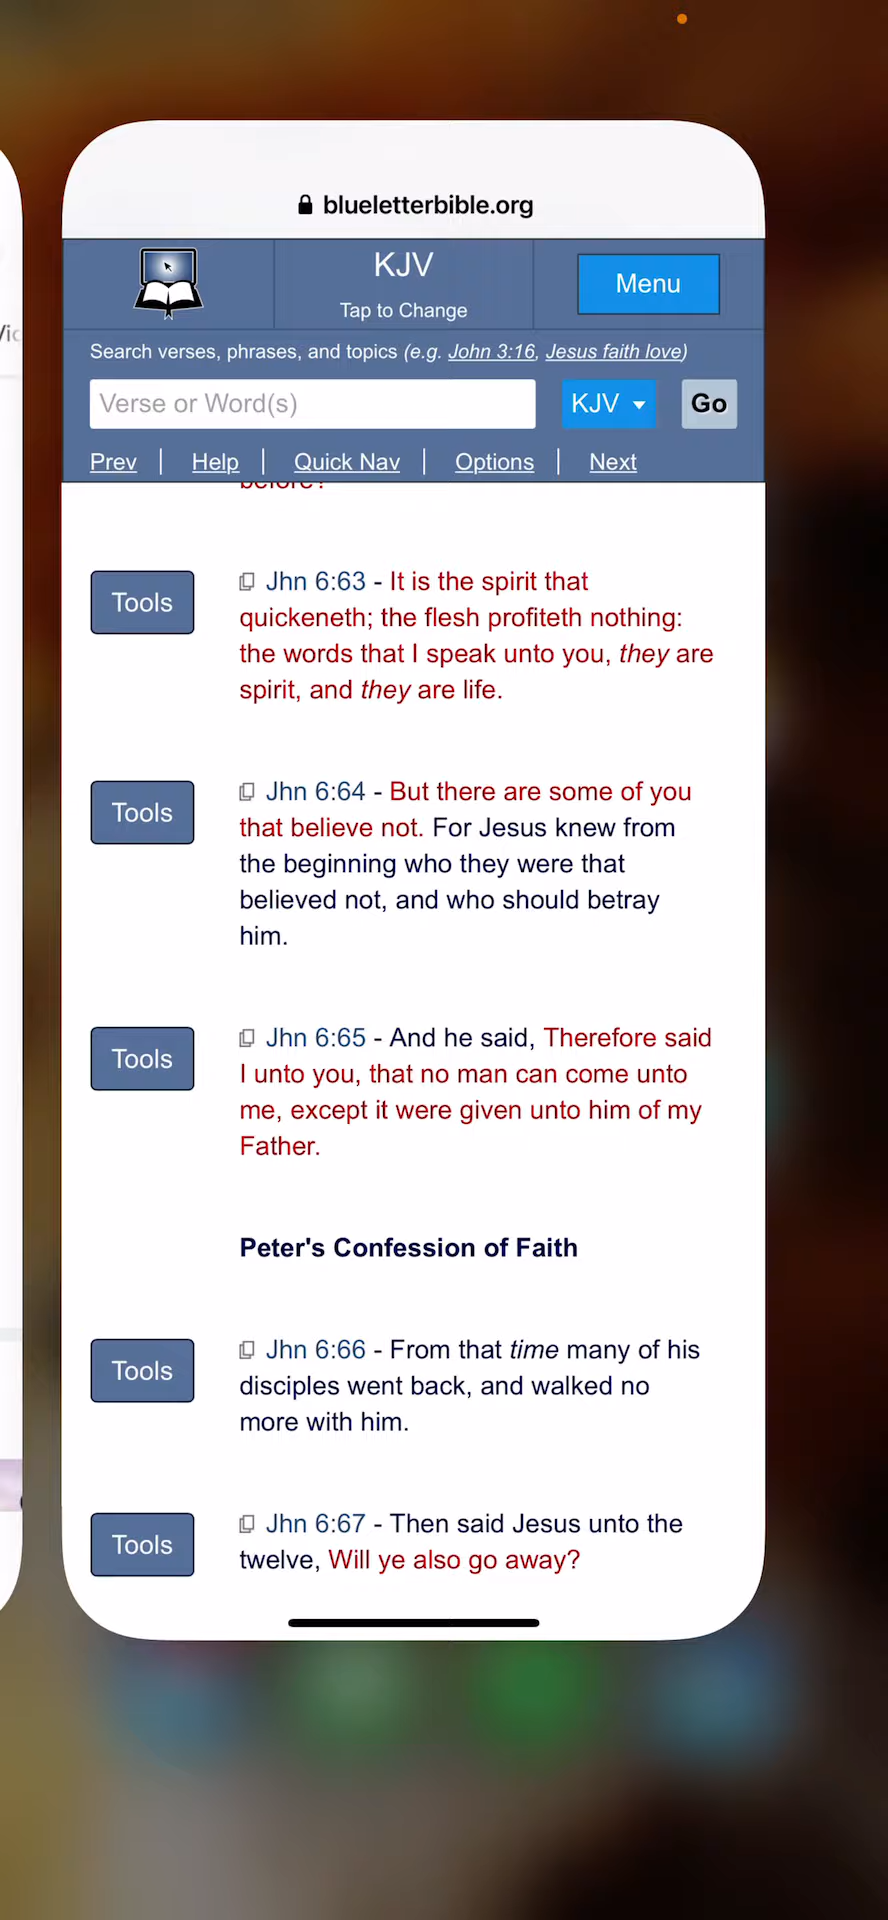 blueletterbible.org
KJV
Tap to Change
Menu
Search verses, phrases, and topics (e.g. John 3:16, Jesus faith love)
Verse or Word(s)
KJV
Go
Prev | Help | Quick Nav | Options | Next
before?
Tools
Jhn 6:63 - It is the spirit that
quickeneth; the flesh profiteth nothing:
the words that I speak unto you, they are
spirit, and they are life.
Tools
Jhn 6:64 - But there are some of you
that believe not. For Jesus knew from
the beginning who they were that
believed not, and who should betray
him.
Tools
Jhn 6:65 - And he said, Therefore said
I unto you, that no man can come unto
me, except it were given unto him of my
Father.
Peter's Confession of Faith
Tools
Jhn 6:66 - From that time many of his
disciples went back, and walked no
more with him.
Tools
Jhn 6:67 - Then said Jesus unto the
twelve, Will ye also go away?